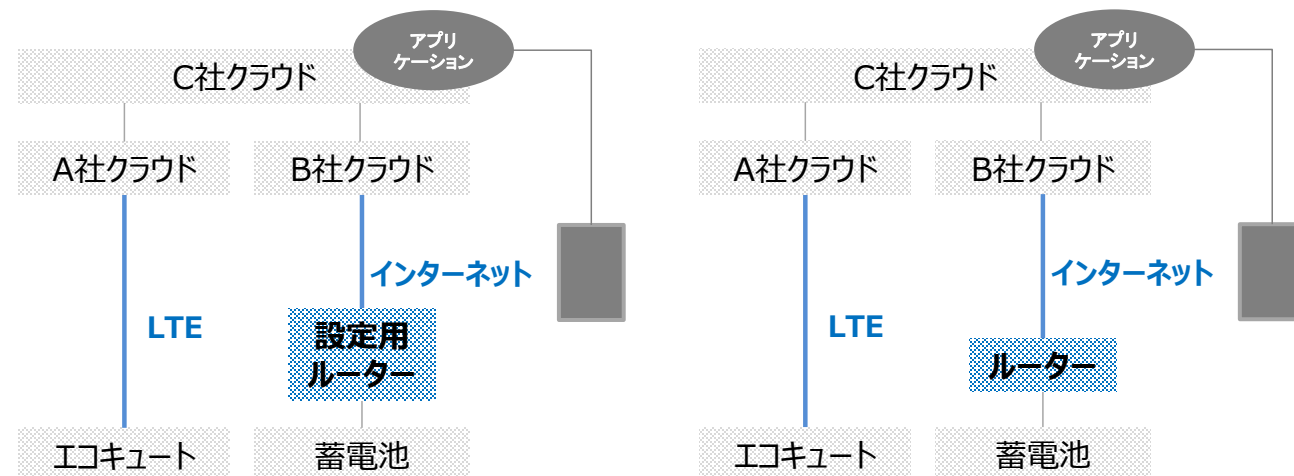 アプリ
ケーション
C社クラウド
A社クラウド
B社クラウド
インターネット
LTE
設定用
ルーター
エコキュート
蓄電池
アプリ
ケーション
C社クラウド
A社クラウド
B社クラウド
インターネット
LTE
ルーター
エコキュート
蓄電池